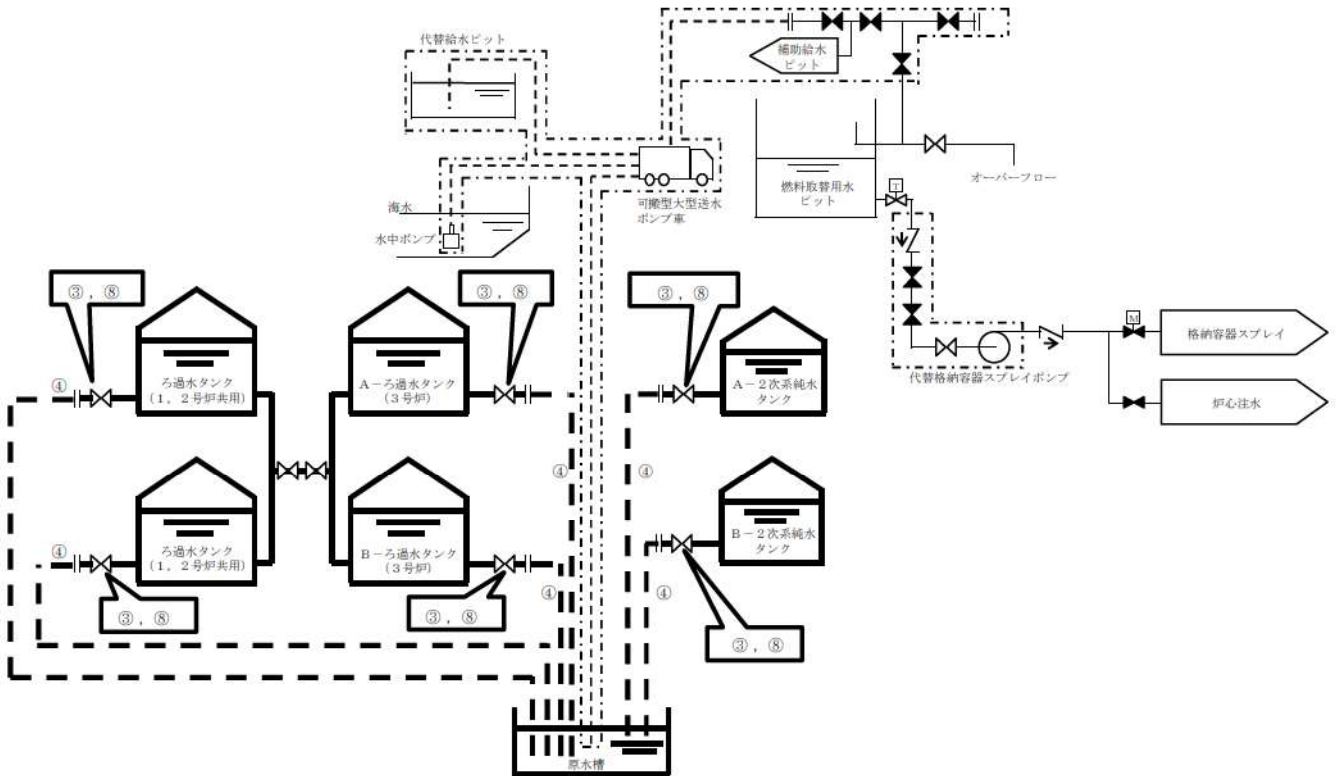 代替給水ピット
補助給水
ピット
オーバーフロー
燃料取替用水
ピット
T
可搬型大型送水
ポンプ車
海水
水中ポンプ
③，⑧
③，⑧
③，⑧
M
格納容器スプレイ
代替格納容器スプレイポンプ
炉心注水
④
ろ過水タンク
(1，2号炉共用)
A－ろ過水タンク
(3号炉)
A－2次系純水
タンク
④
④
④
ろ過水タンク
(1，2号炉共用)
B－ろ過水タンク
(3号炉)
B－2次系純水
タンク
④
④
③，⑧
③，⑧
③，⑧
原水槽